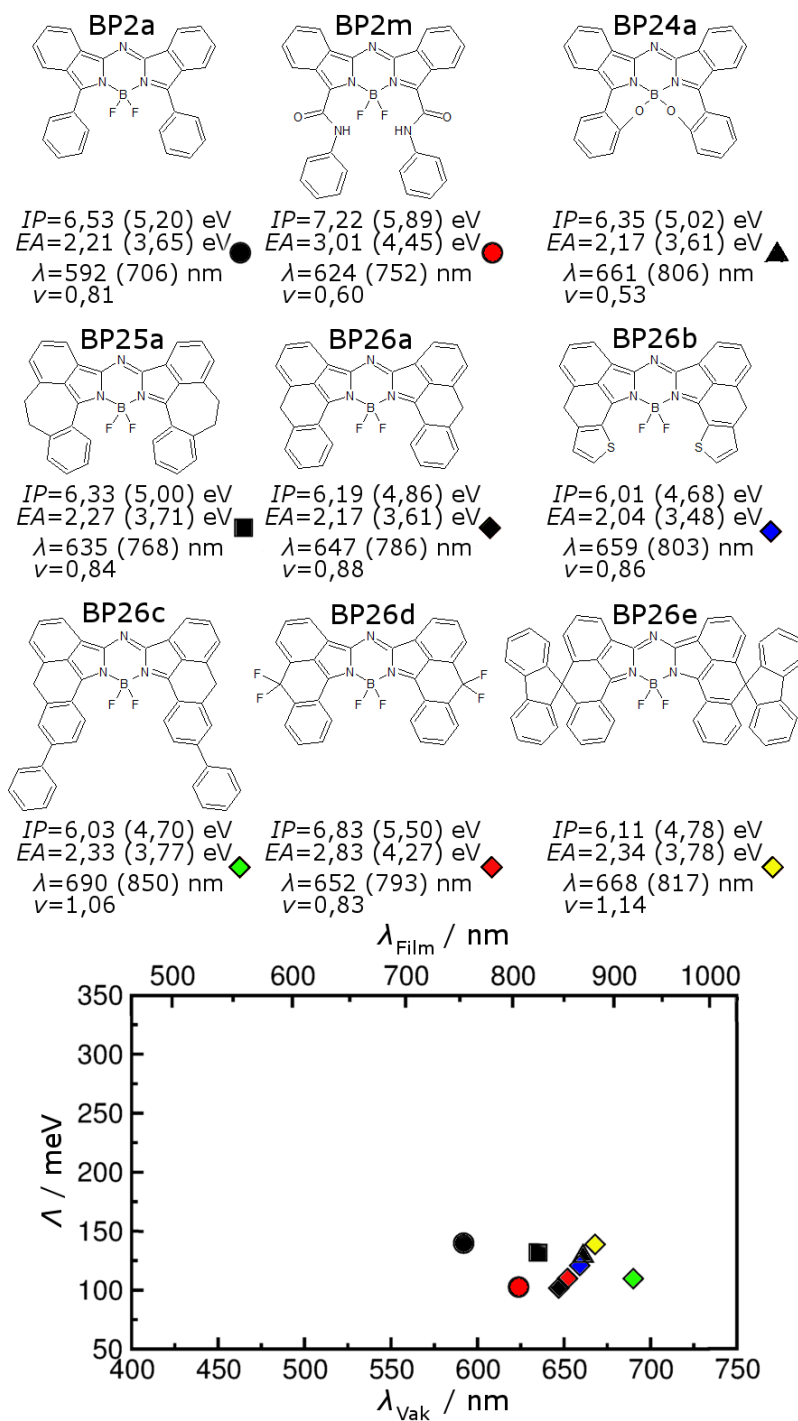 BP2a BP2m BP24a
N N N
N N N N N N
B B B
F F F F O O
O O
NH HN
IP=6,53 (5,20) eV IP=7,22 (5,89) eV IP=6,35 (5,02) eV
EA=2,21 (3,65) eV EA=3,01 (4,45) eV EA=2,17 (3,61) eV
λ=592 (706) nm λ=624 (752) nm λ=661 (806) nm
ν=0,81 ν=0,60 ν=0,53
BP25a BP26a BP26b
N N N
N N N N N N
B B B
F F F F F F
S S
IP=6,33 (5,00) eV IP=6,19 (4,86) eV IP=6,01 (4,68) eV
EA=2,27 (3,71) eV EA=2,17 (3,61) eV EA=2,04 (3,48) eV
λ=635 (768) nm λ=647 (786) nm λ=659 (803) nm
ν=0,84 ν=0,88 ν=0,86
BP26c BP26d BP26e
N N N
N N N N N N
B B B
F F F F F F
F F F F
IP=6,03 (4,70) eV IP=6,83 (5,50) eV IP=6,11 (4,78) eV
EA=2,33 (3,77) eV EA=2,83 (4,27) eV EA=2,34 (3,78) eV
λ=690 (850) nm λ=652 (793) nm λ=668 (817) nm
ν=1,06 ν=0,83 ν=1,14
λFilm / nm
500 600 700 800 900 1000
350
300
250
200
150
100
50
Λ / meV
400 450 500 550 600 650 700 750
λVak / nm